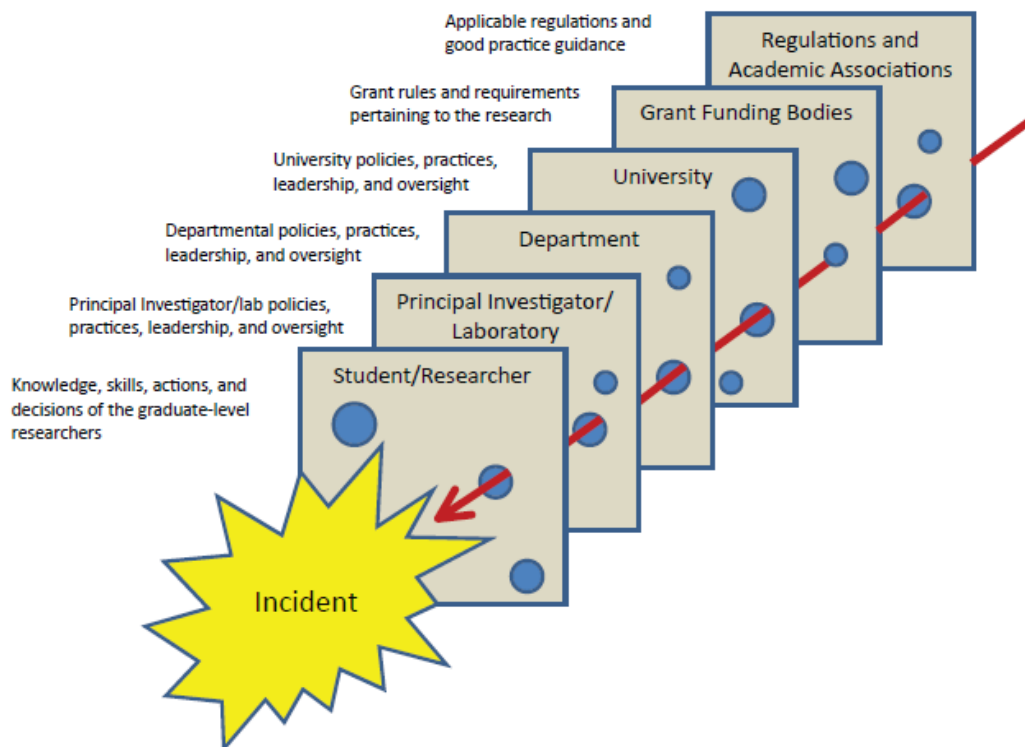 Applicable regulations and
good practice guidance
Regulations and
Academic Associations
Grant rules and requirements
pertaining to the research
Grant Funding Bodies
University policies, practices,
leadership, and oversight
University
Departmental policies, practices,
leadership, and oversight
Department
Principal Investigator/lab policies,
practices, leadership, and oversight
Principal Investigator/
Laboratory
Knowledge, skills, actions, and
decisions of the graduate-level
researchers
Student/Researcher
Incident